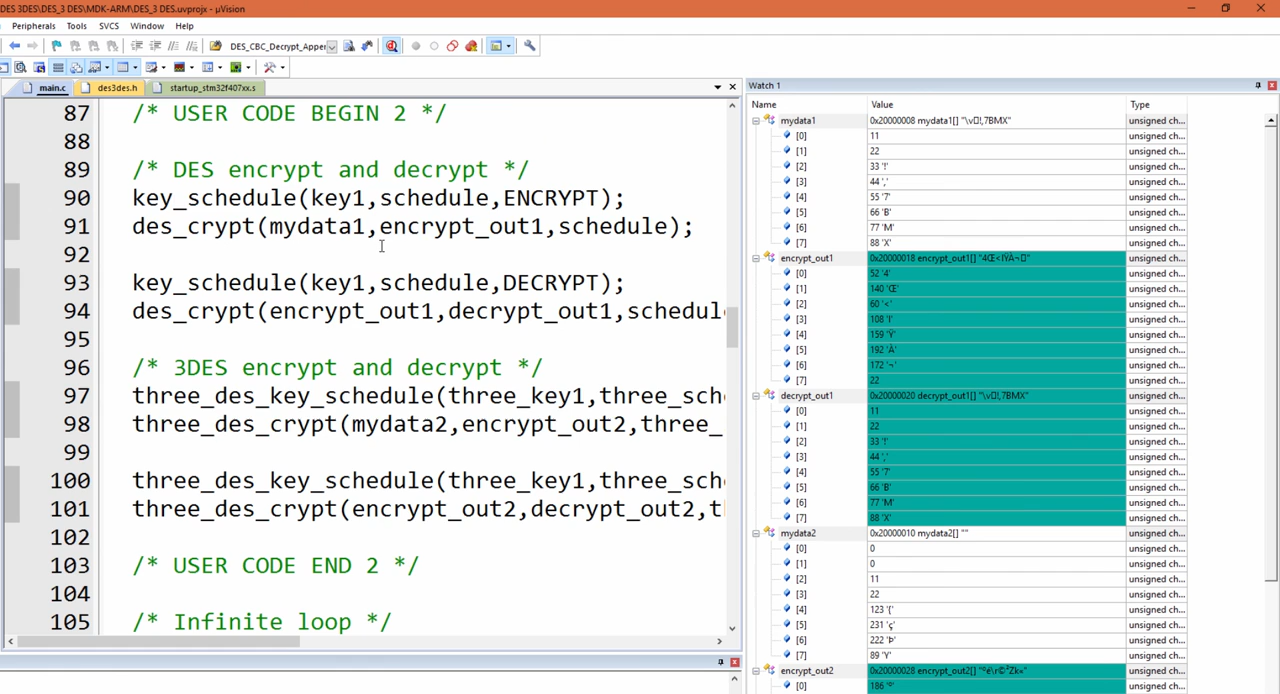 DES 3DES\DES_3 DES\MDK-ARM\DES_3 DES.uvprojx - µVision
Peripherals Tools SVCS Window Help
DES_CBC_Decrypt_Apper
main.c des3des.h startup_stm32f407xx.s
87 /* USER CODE BEGIN 2 */
88
89 /* DES encrypt and decrypt */
90 key_schedule(key1,schedule,ENCRYPT);
91 des_crypt(mydata1,encrypt_out1,schedule);
92
93 key_schedule(key1,schedule,DECRYPT);
94 des_crypt(encrypt_out1,decrypt_out1,schedule
95
96 /* 3DES encrypt and decrypt */
97 three_des_key_schedule(three_key1,three_sche
98 three_des_crypt(mydata2,encrypt_out2,three_
99
100 three_des_key_schedule(three_key1,three_sche
101 three_des_crypt(encrypt_out2,decrypt_out2,th
102
103 /* USER CODE END 2 */
104
105 /* Infinite loop */
Watch 1
Name Value Type
mydata1 0x20000008 mydata1[] "\v▯!,7BMX" unsigned ch...
[0] 11 unsigned ch...
[1] 22 unsigned ch...
[2] 33 '!' unsigned ch...
[3] 44 ',' unsigned ch...
[4] 55 '7' unsigned ch...
[5] 66 'B' unsigned ch...
[6] 77 'M' unsigned ch...
[7] 88 'X' unsigned ch...
encrypt_out1 0x20000018 encrypt_out1[] "4Œ<lŸÀ¬▯" unsigned ch...
[0] 52 '4' unsigned ch...
[1] 140 'Œ' unsigned ch...
[2] 60 '<' unsigned ch...
[3] 108 'l' unsigned ch...
[4] 159 'Ÿ' unsigned ch...
[5] 192 'À' unsigned ch...
[6] 172 '¬' unsigned ch...
[7] 22 unsigned ch...
decrypt_out1 0x20000020 decrypt_out1[] "\v▯!,7BMX" unsigned ch...
[0] 11 unsigned ch...
[1] 22 unsigned ch...
[2] 33 '!' unsigned ch...
[3] 44 ',' unsigned ch...
[4] 55 '7' unsigned ch...
[5] 66 'B' unsigned ch...
[6] 77 'M' unsigned ch...
[7] 88 'X' unsigned ch...
mydata2 0x20000010 mydata2[] "" unsigned ch...
[0] 0 unsigned ch...
[1] 0 unsigned ch...
[2] 11 unsigned ch...
[3] 22 unsigned ch...
[4] 123 '{' unsigned ch...
[5] 231 'ç' unsigned ch...
[6] 222 'Þ' unsigned ch...
[7] 89 'Y' unsigned ch...
encrypt_out2 0x20000028 encrypt_out2[] "ºé\r©²Zk«" unsigned ch...
[0] 186 'º' unsigned ch...